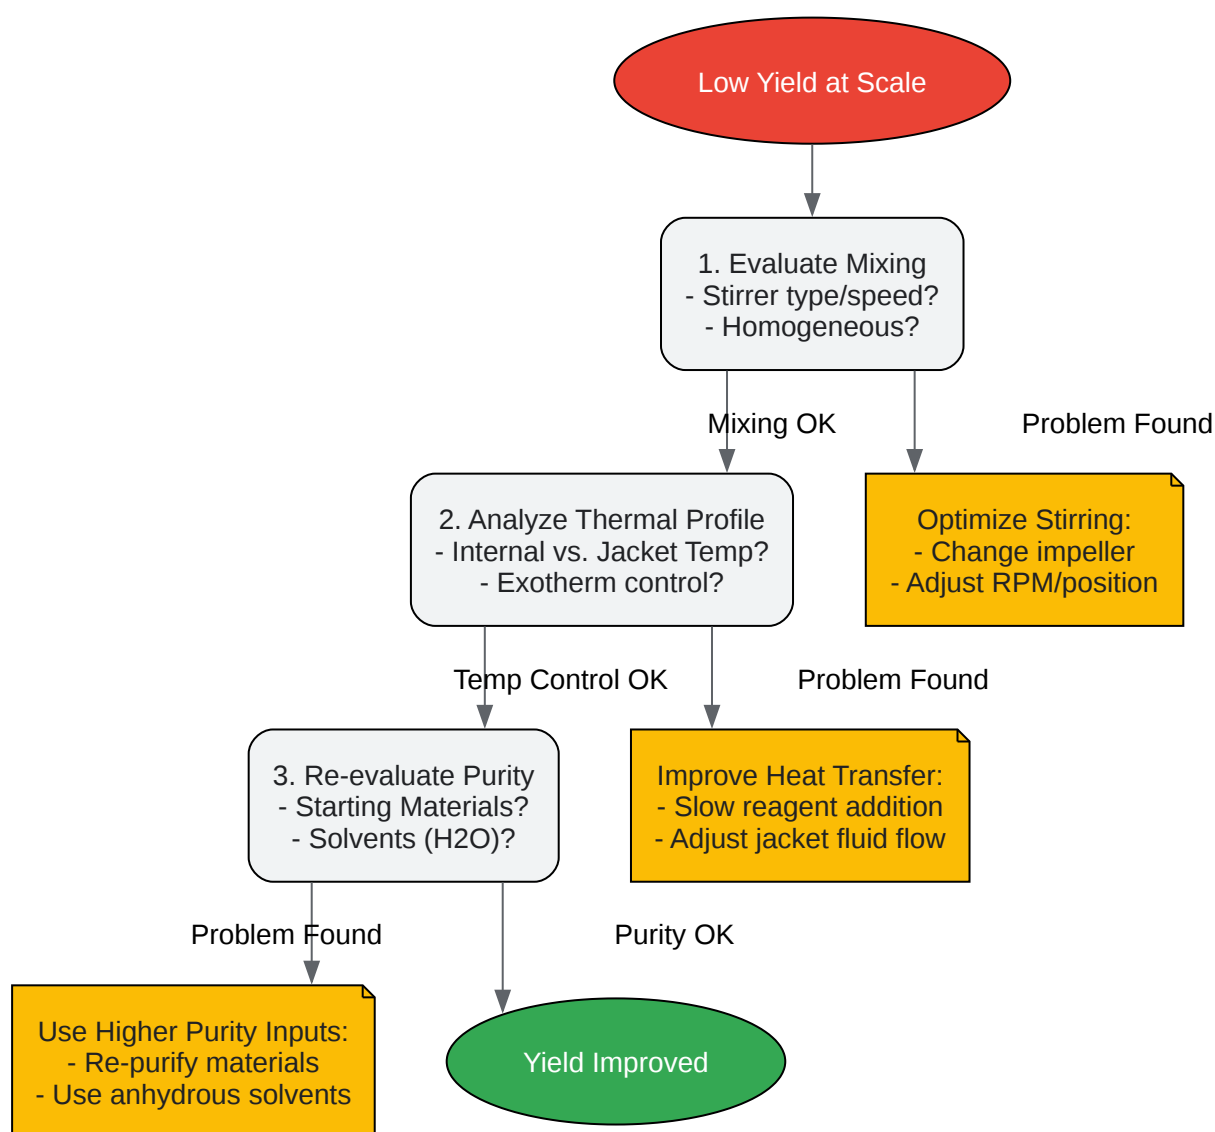 Low Yield at Scale
1. Evaluate Mixing
- Stirrer type/speed?
- Homogeneous?
Mixing OK
Problem Found
2. Analyze Thermal Profile
- Internal vs. Jacket Temp?
- Exotherm control?
Optimize Stirring:
- Change impeller
- Adjust RPM/position
Temp Control OK
Problem Found
3. Re-evaluate Purity
- Starting Materials?
- Solvents (H2O)?
Improve Heat Transfer:
- Slow reagent addition
- Adjust jacket fluid flow
Problem Found
Purity OK
Use Higher Purity Inputs:
- Re-purify materials
- Use anhydrous solvents
Yield Improved